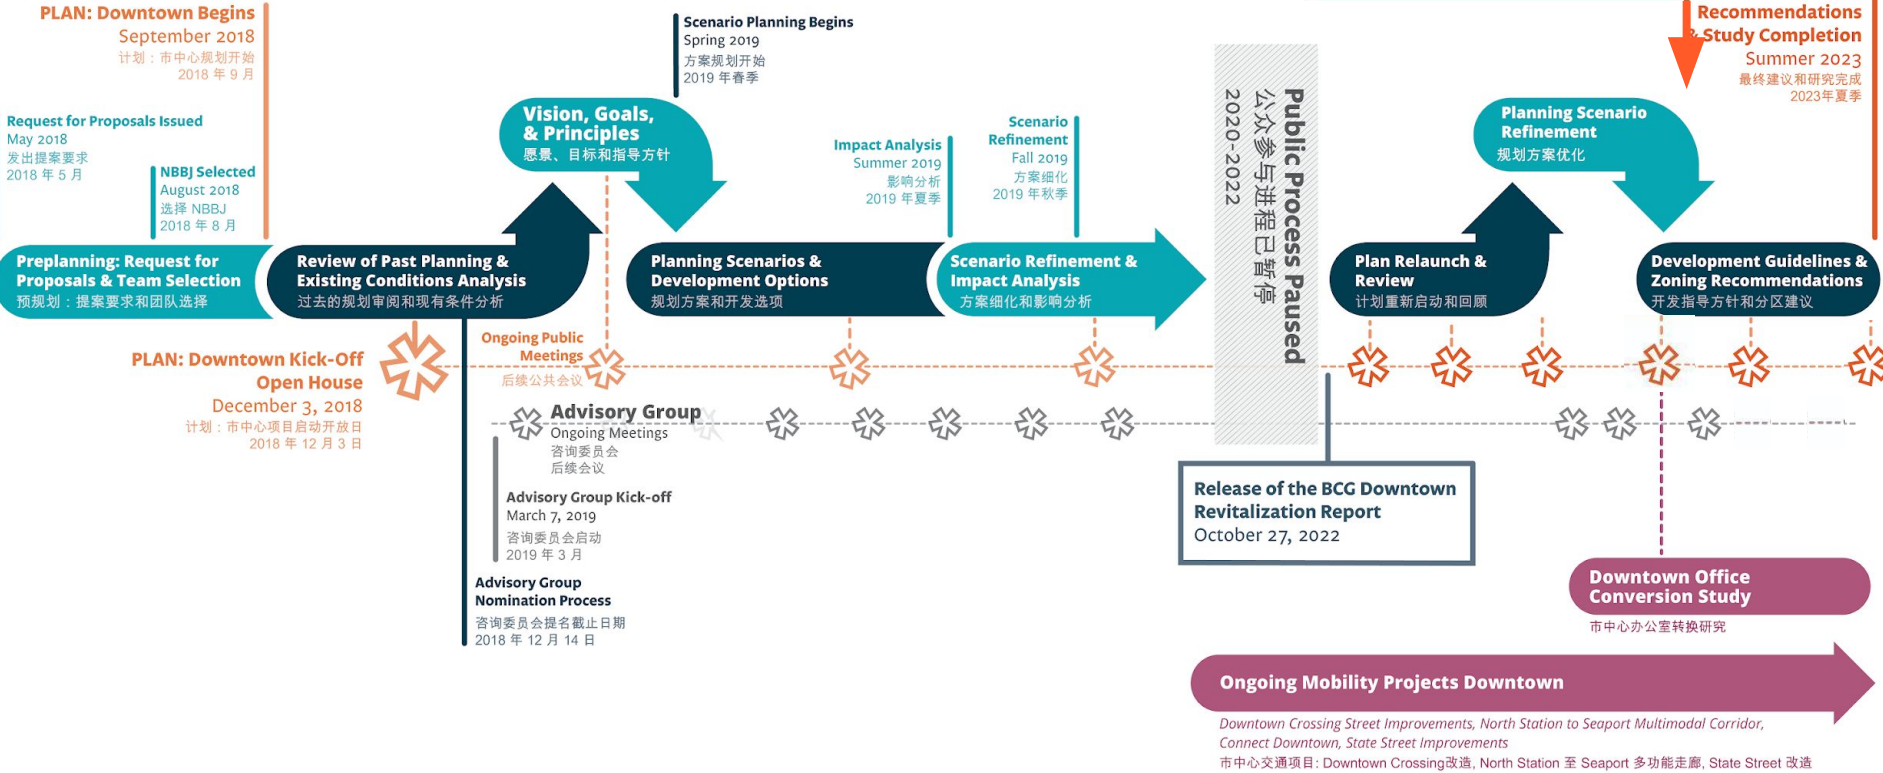 PLAN: Downtown Begins
September 2018
计划：市中心规划开始
2018 年 9 月
Request for Proposals Issued
May 2018
发出提案要求
2018 年 5 月
NBBJ Selected
August 2018
选择 NBBJ
2018 年 8 月
Preplanning: Request for
Proposals & Team Selection
预规划：提案要求和团队选择
Review of Past Planning &
Existing Conditions Analysis
过去的规划审阅和现有条件分析
Vision, Goals,
& Principles
愿景、目标和指导方针
Scenario Planning Begins
Spring 2019
方案规划开始
2019 年春季
Planning Scenarios &
Development Options
规划方案和开发选项
Impact Analysis
Summer 2019
影响分析
2019 年夏季
Scenario
Refinement
Fall 2019
方案细化
2019 年秋季
Scenario Refinement &
Impact Analysis
方案细化和影响分析
Public Process Paused
公众参与进程已暂停
2020-2022
Plan Relaunch &
Review
计划重新启动和回顾
Planning Scenario
Refinement
规划方案优化
Recommendations
& Study Completion
Summer 2023
最终建议和研究完成
2023年夏季
Development Guidelines &
Zoning Recommendations
开发指导方针和分区建议
PLAN: Downtown Kick-Off
Open House
December 3, 2018
计划：市中心项目启动开放日
2018 年 12 月 3 日
Ongoing Public
Meetings
后续公共会议
Advisory Group
Ongoing Meetings
咨询委员会
后续会议
Advisory Group Kick-off
March 7, 2019
咨询委员会启动
2019 年 3 月
Advisory Group
Nomination Process
咨询委员会提名截止日期
2018 年 12 月 14 日
Release of the BCG Downtown
Revitalization Report
October 27, 2022
Downtown Office
Conversion Study
市中心办公室转换研究
Ongoing Mobility Projects Downtown
Downtown Crossing Street Improvements, North Station to Seaport Multimodal Corridor,
Connect Downtown, State Street Improvements
市中心交通项目: Downtown Crossing改造, North Station 至 Seaport 多功能走廊, State Street 改造